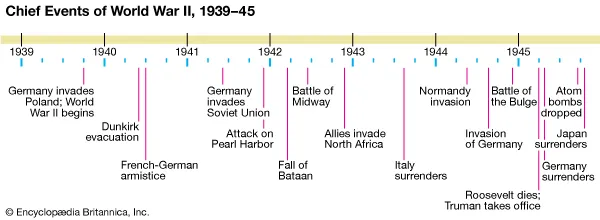 Chief Events of World War II, 1939–45
1939 1940 1941 1942 1943 1944 1945
Germany invades
Poland; World
War II begins
Dunkirk
evacuation
French-German
armistice
Germany
invades
Soviet Union
Attack on
Pearl Harbor
Fall of
Bataan
Battle of
Midway
Allies invade
North Africa
Italy
surrenders
Normandy
invasion
Invasion
of Germany
Battle of
the Bulge
Roosevelt dies;
Truman takes office
Germany
surrenders
Atom
bombs
dropped
Japan
surrenders
© Encyclopædia Britannica, Inc.